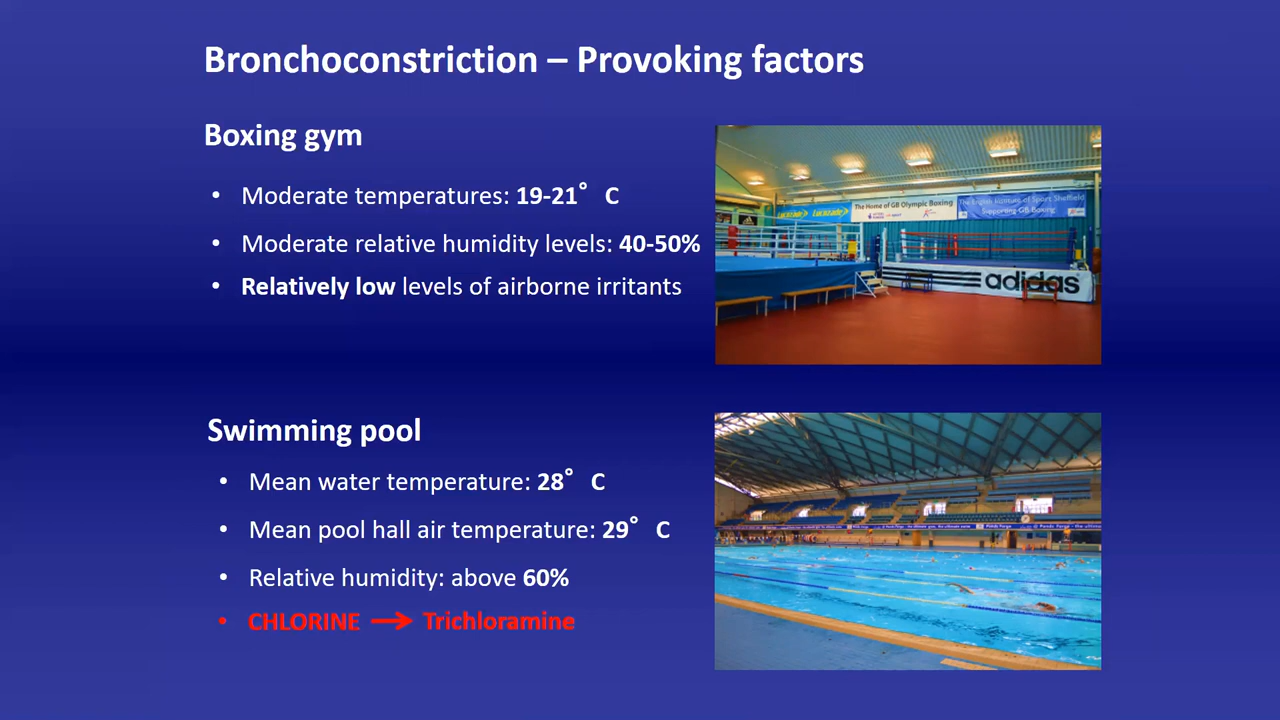 Bronchoconstriction – Provoking factors
Boxing gym
• Moderate temperatures: 19-21° C
• Moderate relative humidity levels: 40-50%
• Relatively low levels of airborne irritants
Lucozade Lucozade
The Home of GB Olympic Boxing
The English Institute of Sport Sheffield
Supporting GB Boxing
adidas
Swimming pool
• Mean water temperature: 28° C
• Mean pool hall air temperature: 29° C
• Relative humidity: above 60%
• CHLORINE → Trichloramine